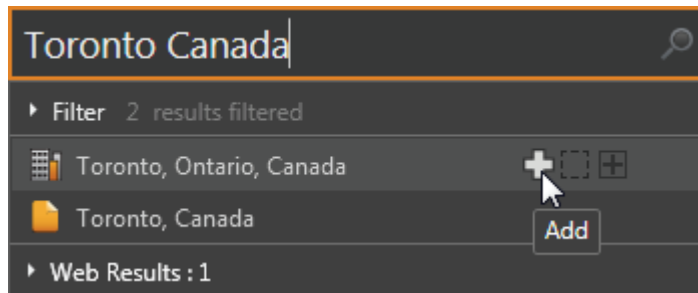 Toronto Canada
Filter 2 results filtered
Toronto, Ontario, Canada
Toronto, Canada
Add
Web Results : 1